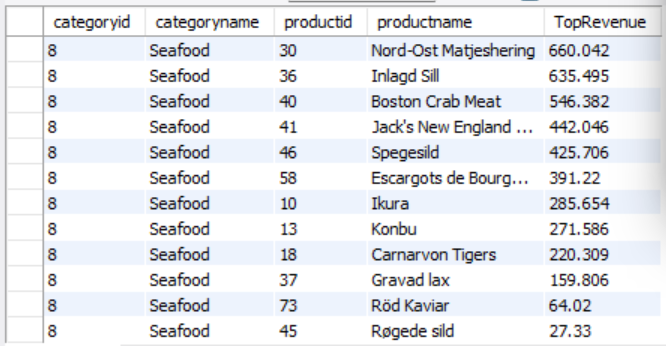 categoryid categoryname productid productname TopRevenue
8 Seafood 30 Nord-Ost Matjeshering 660.042
8 Seafood 36 Inlagd Sill 635.495
8 Seafood 40 Boston Crab Meat 546.382
8 Seafood 41 Jack's New England ... 442.046
8 Seafood 46 Spegesild 425.706
8 Seafood 58 Escargots de Bourg... 391.22
8 Seafood 10 Ikura 285.654
8 Seafood 13 Konbu 271.586
8 Seafood 18 Carnarvon Tigers 220.309
8 Seafood 37 Gravad lax 159.806
8 Seafood 73 Röd Kaviar 64.02
8 Seafood 45 Røgede sild 27.33